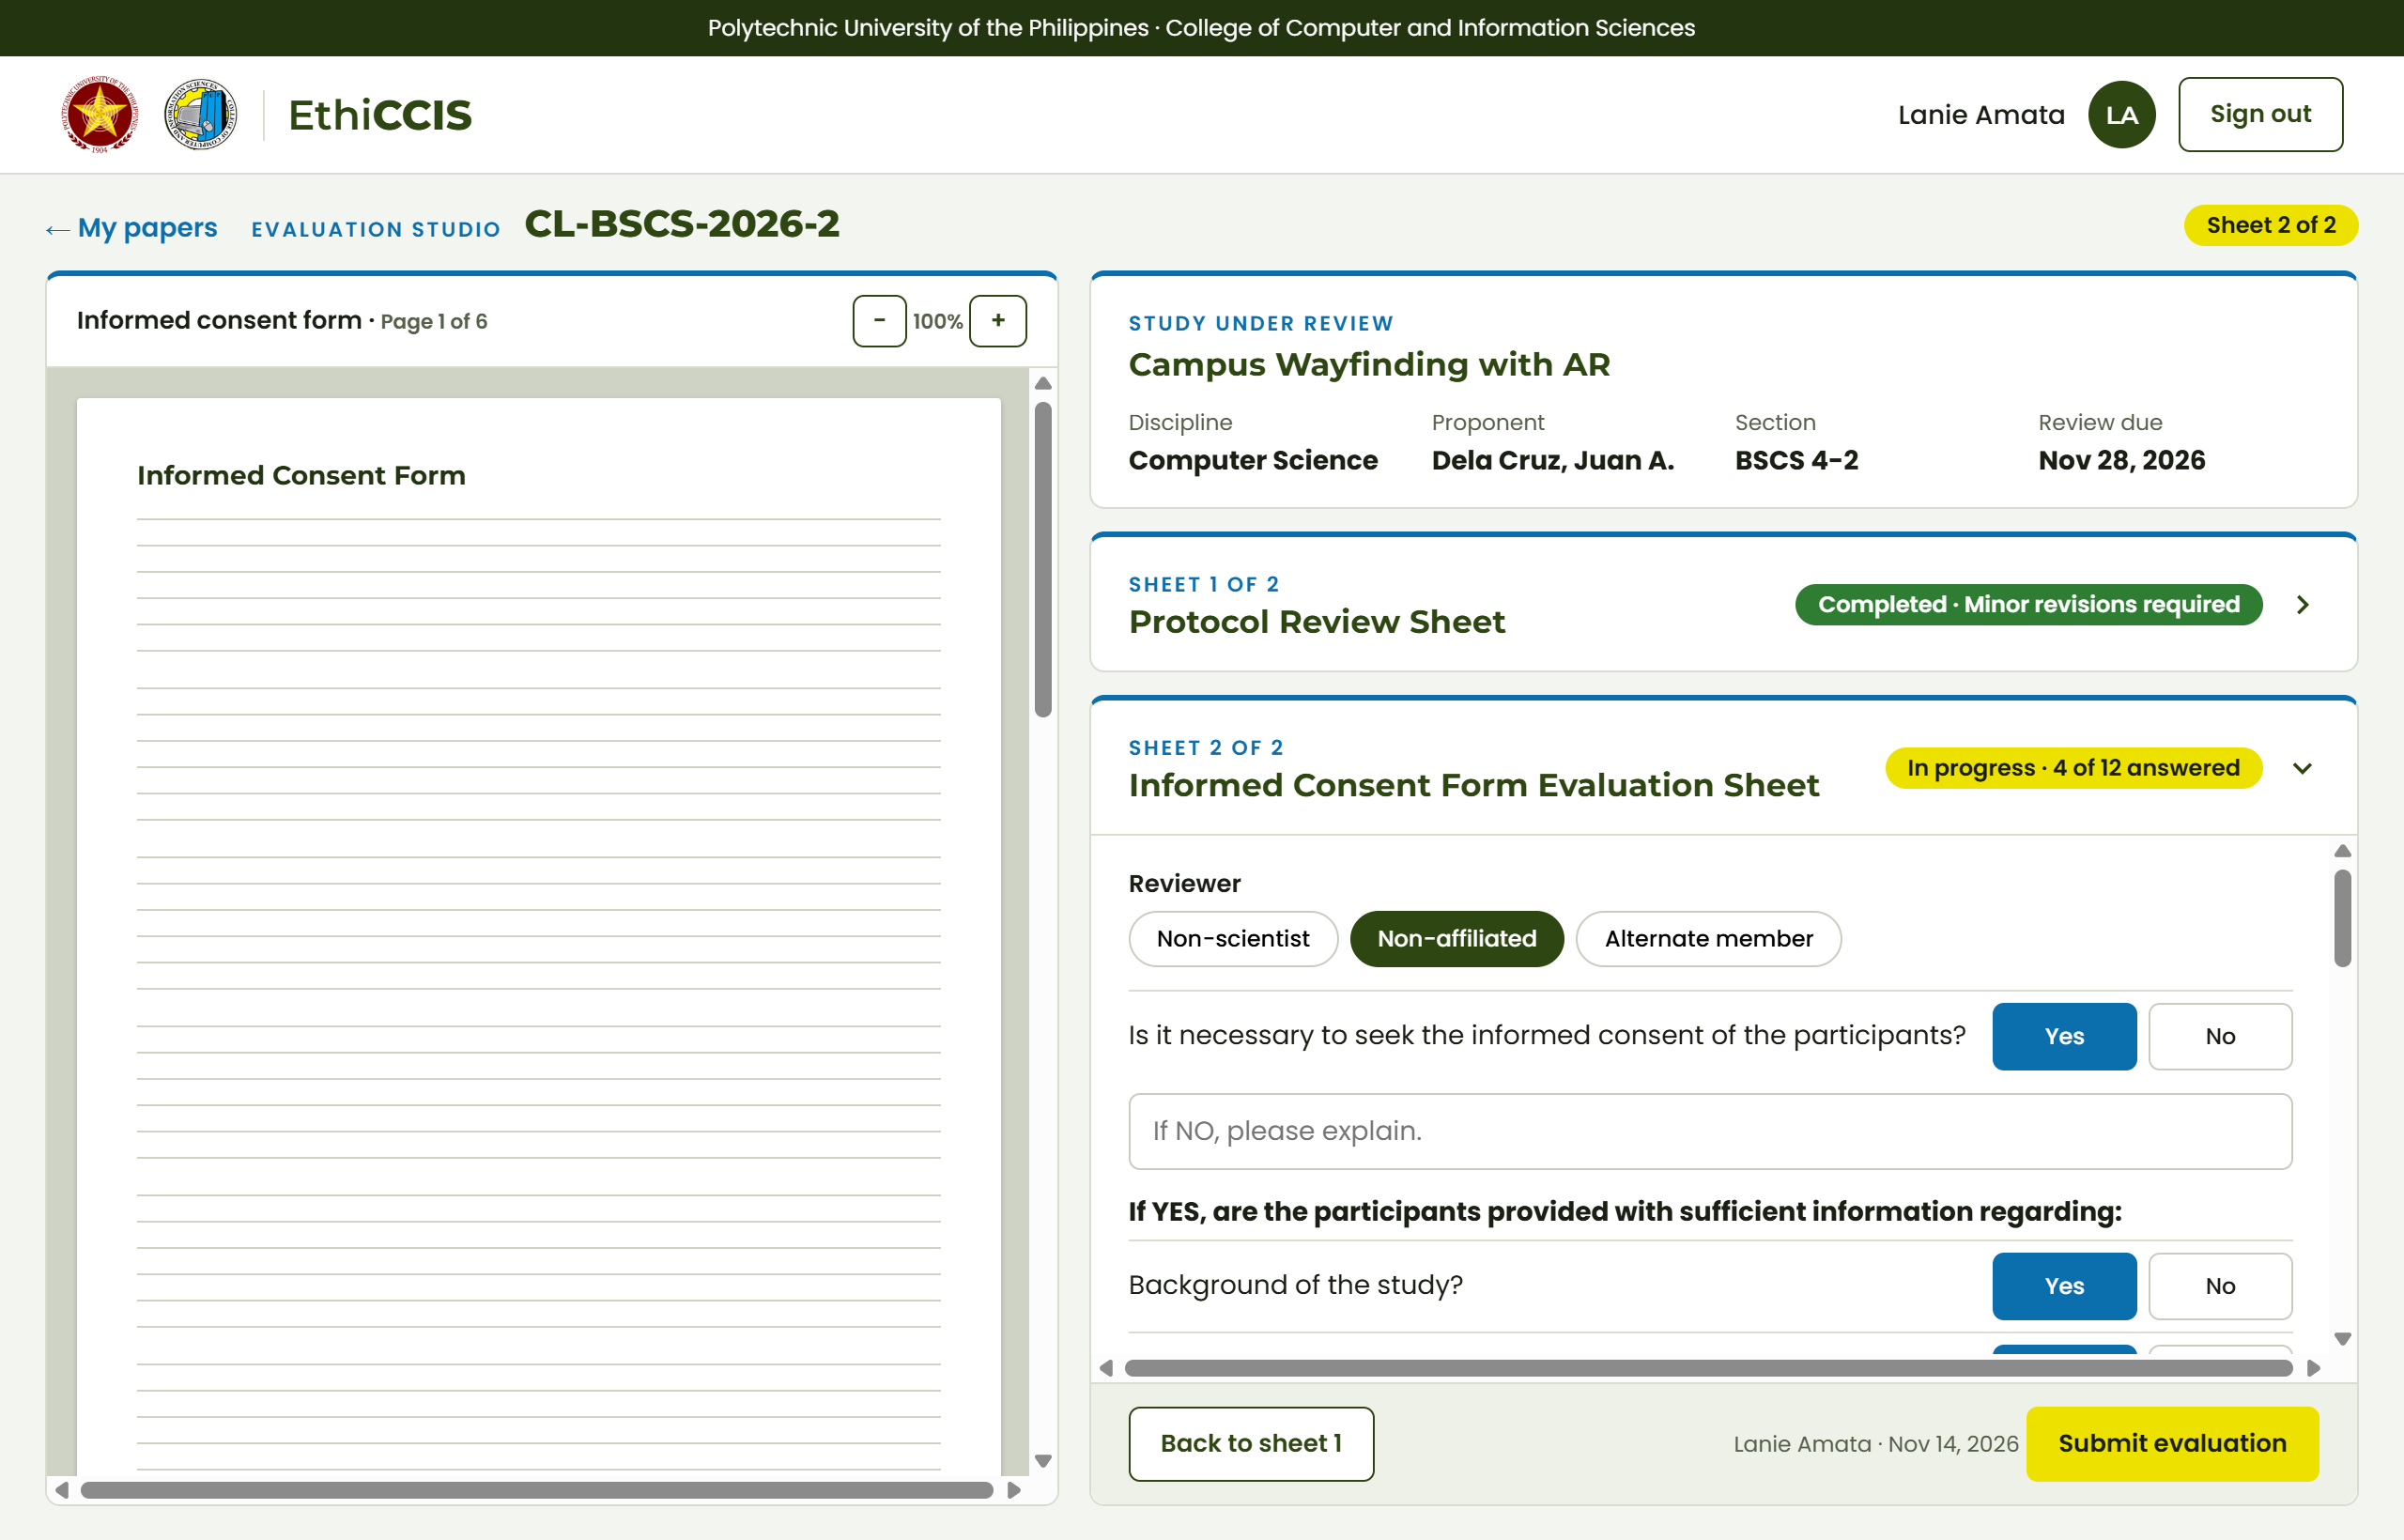 Polytechnic University of the Philippines · College of Computer and Information Sciences
EthiCCIS
Lanie Amata
LA
Sign out
← My papers
EVALUATION STUDIO
CL-BSCS-2026-2
Sheet 2 of 2
Informed consent form · Page 1 of 6
- 100% +
Informed Consent Form
STUDY UNDER REVIEW
Campus Wayfinding with AR
Discipline Proponent Section Review due
Computer Science Dela Cruz, Juan A. BSCS 4-2 Nov 28, 2026
SHEET 1 OF 2
Protocol Review Sheet
Completed · Minor revisions required
SHEET 2 OF 2
Informed Consent Form Evaluation Sheet
In progress · 4 of 12 answered
Reviewer
Non-scientist Non-affiliated Alternate member
Is it necessary to seek the informed consent of the participants? Yes No
If NO, please explain.
If YES, are the participants provided with sufficient information regarding:
Background of the study? Yes No
Back to sheet 1
Lanie Amata · Nov 14, 2026
Submit evaluation